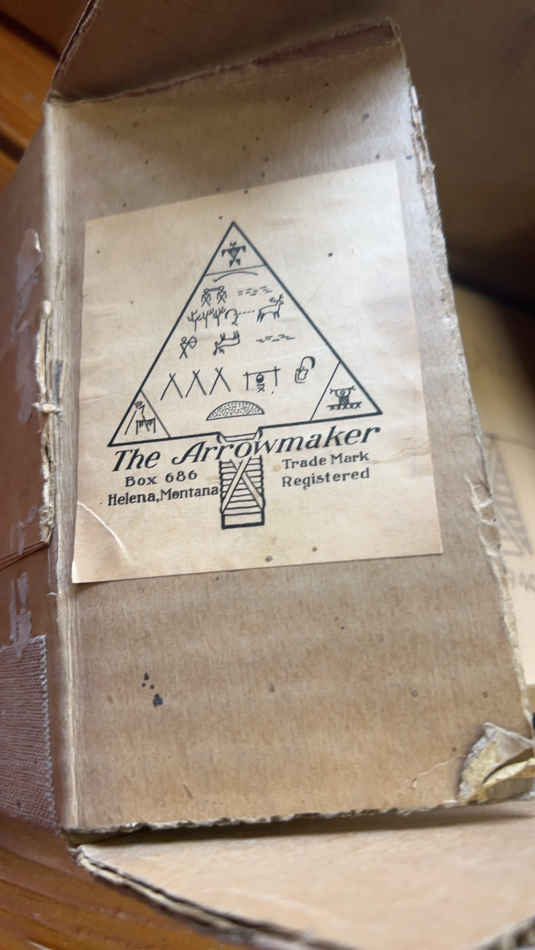 The Arrowmaker
Box 686
Helena, Montana
Trade Mark
Registered